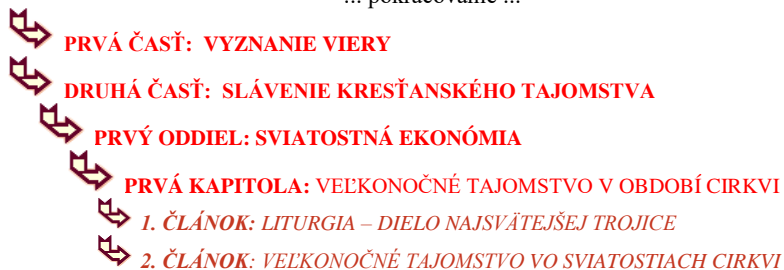 ... pokračovanie ...
PRVÁ ČASŤ: VYZNANIE VIERY
DRUHÁ ČASŤ: SLÁVENIE KRESŤANSKÉHO TAJOMSTVA
PRVÝ ODDIEL: SVIATOSTNÁ EKONÓMIA
PRVÁ KAPITOLA: VEĽKONOČNÉ TAJOMSTVO V OBDOBÍ CIRKVI
1. ČLÁNOK: LITURGIA – DIELO NAJSVÄTEJŠEJ TROJICE
2. ČLÁNOK: VEĽKONOČNÉ TAJOMSTVO VO SVIATOSTIACH CIRKVI